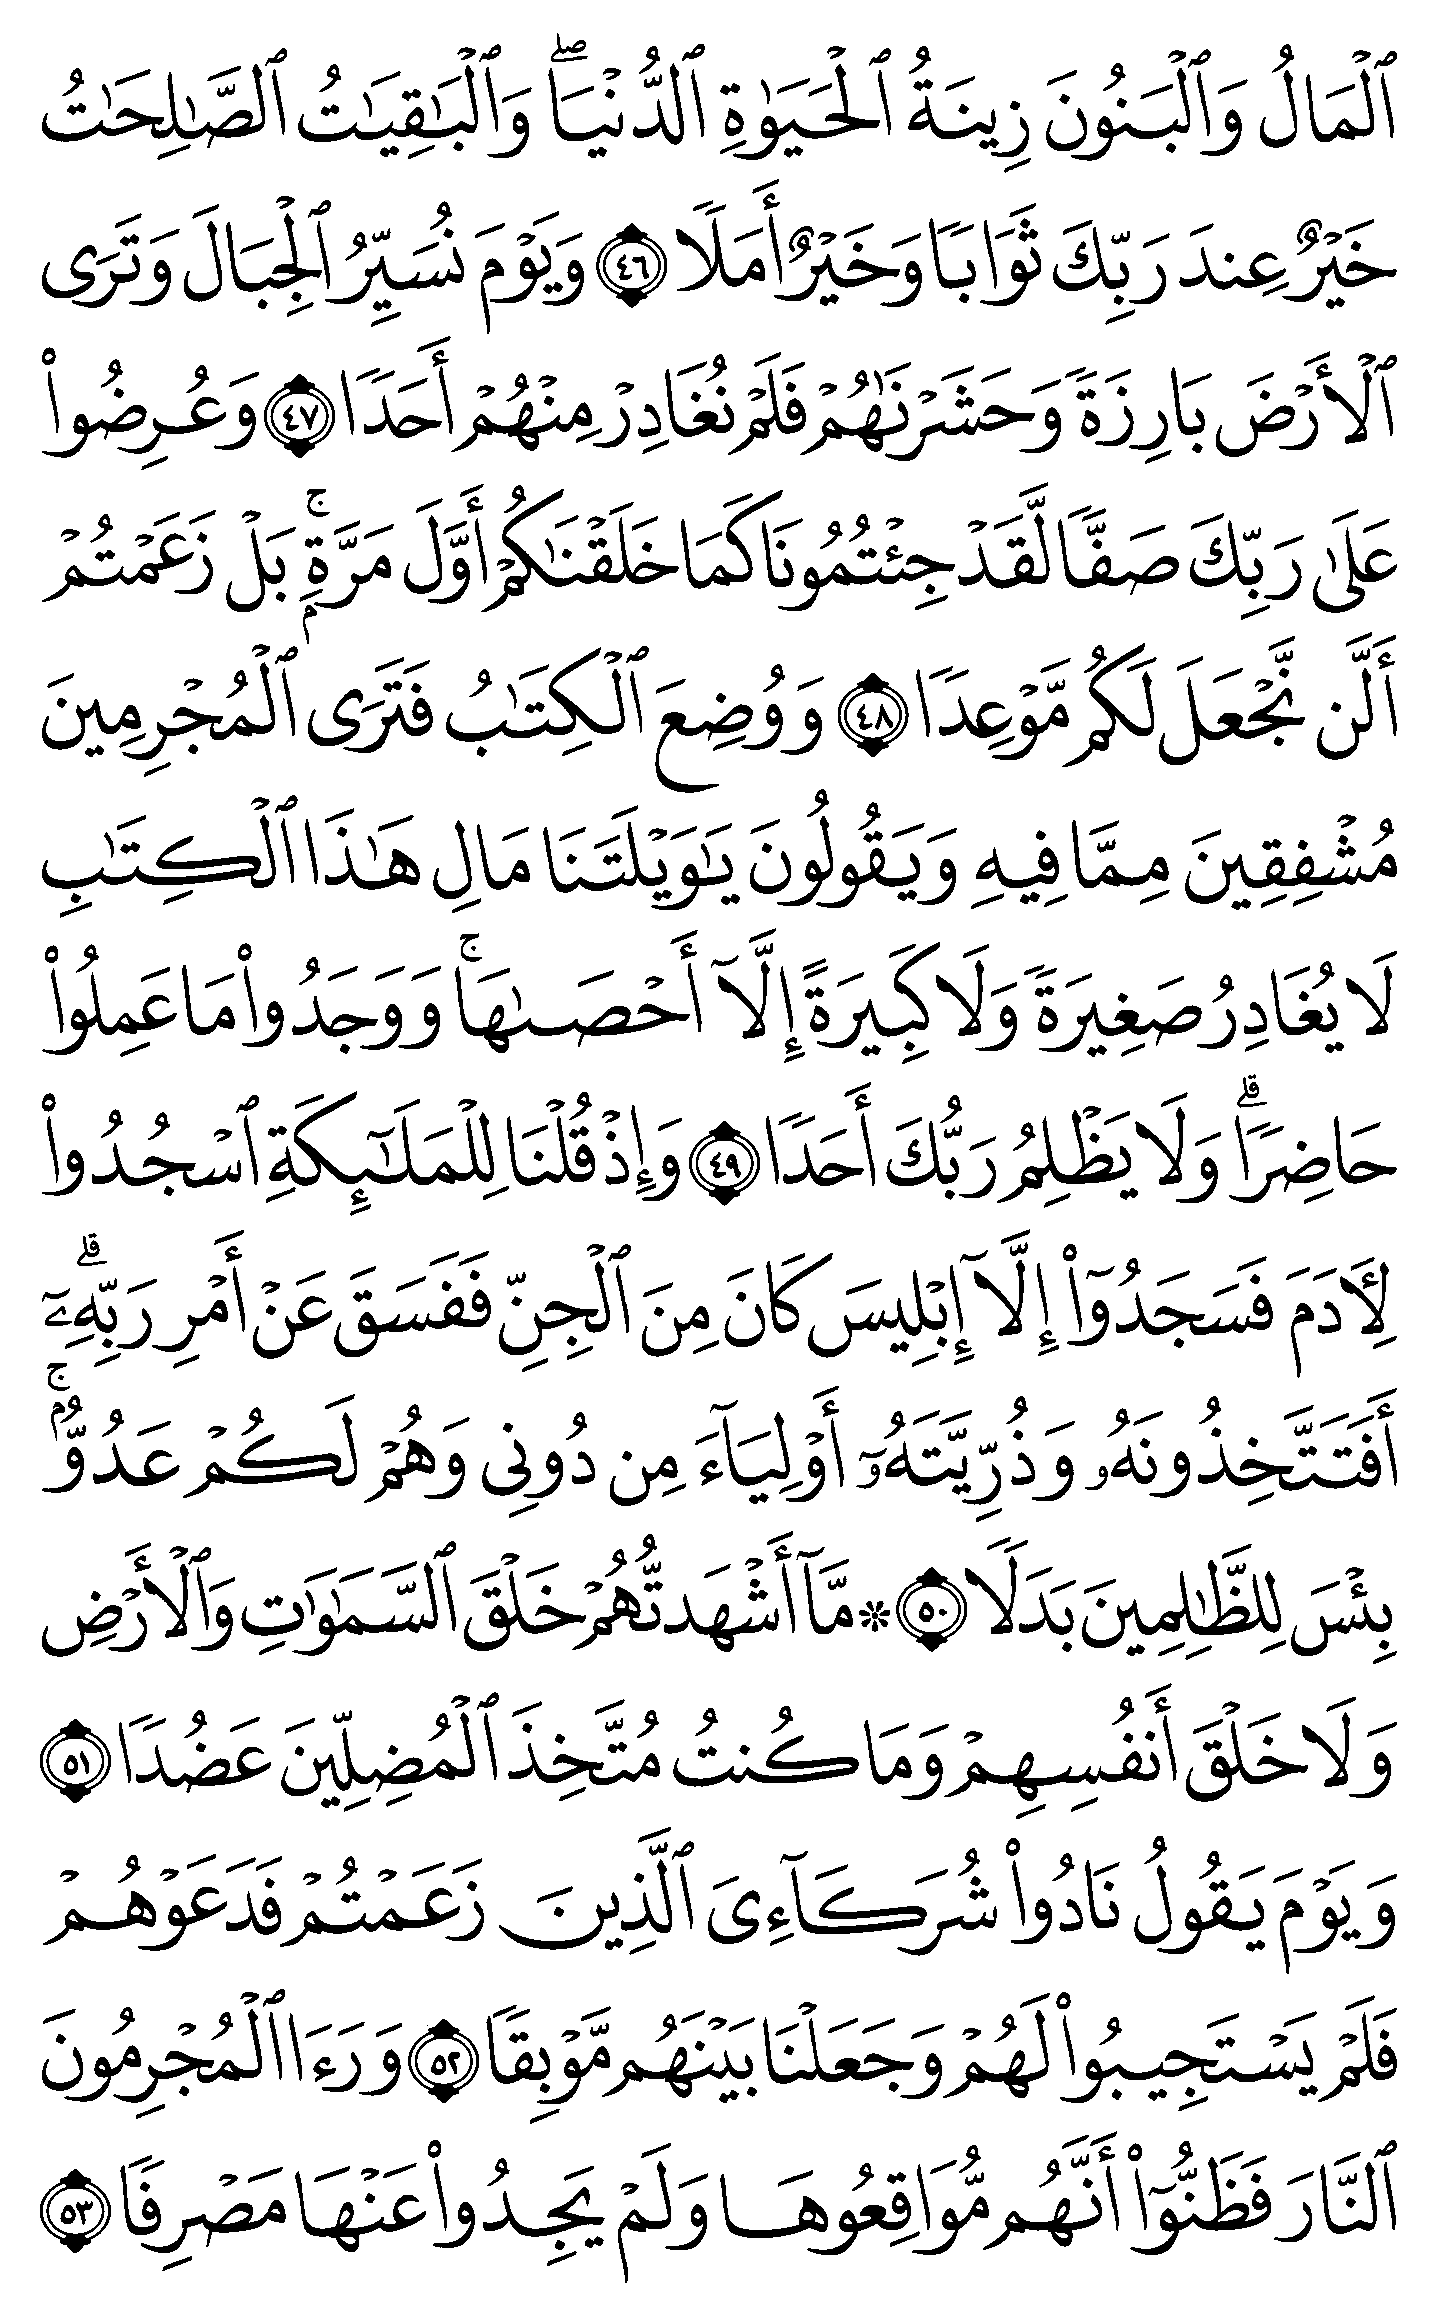 ٱلْمَالُ وَٱلْبَنُونَ زِينَةُ ٱلْحَيَوٰةِ ٱلدُّنْيَاۖ وَٱلْبَٰقِيَٰتُ ٱلصَّٰلِحَٰتُ
خَيْرٌ عِندَ رَبِّكَ ثَوَابًا وَخَيْرٌ أَمَلًا ٤٦ وَيَوْمَ نُسَيِّرُ ٱلْجِبَالَ وَتَرَى
ٱلْأَرْضَ بَارِزَةً وَحَشَرْنَٰهُمْ فَلَمْ نُغَادِرْ مِنْهُمْ أَحَدًا ٤٧ وَعُرِضُوا۟
عَلَىٰ رَبِّكَ صَفًّا لَّقَدْ جِئْتُمُونَا كَمَا خَلَقْنَٰكُمْ أَوَّلَ مَرَّةٍۭۚ بَلْ زَعَمْتُمْ
أَلَّن نَّجْعَلَ لَكُم مَّوْعِدًا ٤٨ وَوُضِعَ ٱلْكِتَٰبُ فَتَرَى ٱلْمُجْرِمِينَ
مُشْفِقِينَ مِمَّا فِيهِ وَيَقُولُونَ يَٰوَيْلَتَنَا مَالِ هَٰذَا ٱلْكِتَٰبِ
لَا يُغَادِرُ صَغِيرَةً وَلَا كَبِيرَةً إِلَّآ أَحْصَىٰهَاۚ وَوَجَدُوا۟ مَا عَمِلُوا۟
حَاضِرًاۗ وَلَا يَظْلِمُ رَبُّكَ أَحَدًا ٤٩ وَإِذْ قُلْنَا لِلْمَلَٰٓئِكَةِ ٱسْجُدُوا۟
لِـَٔادَمَ فَسَجَدُوٓا۟ إِلَّآ إِبْلِيسَ كَانَ مِنَ ٱلْجِنِّ فَفَسَقَ عَنْ أَمْرِ رَبِّهِۦٓۗ
أَفَتَتَّخِذُونَهُۥ وَذُرِّيَّتَهُۥٓ أَوْلِيَآءَ مِن دُونِى وَهُمْ لَكُمْ عَدُوٌّۢۚ
بِئْسَ لِلظَّٰلِمِينَ بَدَلًا ٥٠ ۞ مَّآ أَشْهَدتُّهُمْ خَلْقَ ٱلسَّمَٰوَٰتِ وَٱلْأَرْضِ
وَلَا خَلْقَ أَنفُسِهِمْ وَمَا كُنتُ مُتَّخِذَ ٱلْمُضِلِّينَ عَضُدًا ٥١
وَيَوْمَ يَقُولُ نَادُوا۟ شُرَكَآءِىَ ٱلَّذِينَ زَعَمْتُمْ فَدَعَوْهُمْ
فَلَمْ يَسْتَجِيبُوا۟ لَهُمْ وَجَعَلْنَا بَيْنَهُم مَّوْبِقًا ٥٢ وَرَءَا ٱلْمُجْرِمُونَ
ٱلنَّارَ فَظَنُّوٓا۟ أَنَّهُم مُّوَاقِعُوهَا وَلَمْ يَجِدُوا۟ عَنْهَا مَصْرِفًا ٥٣